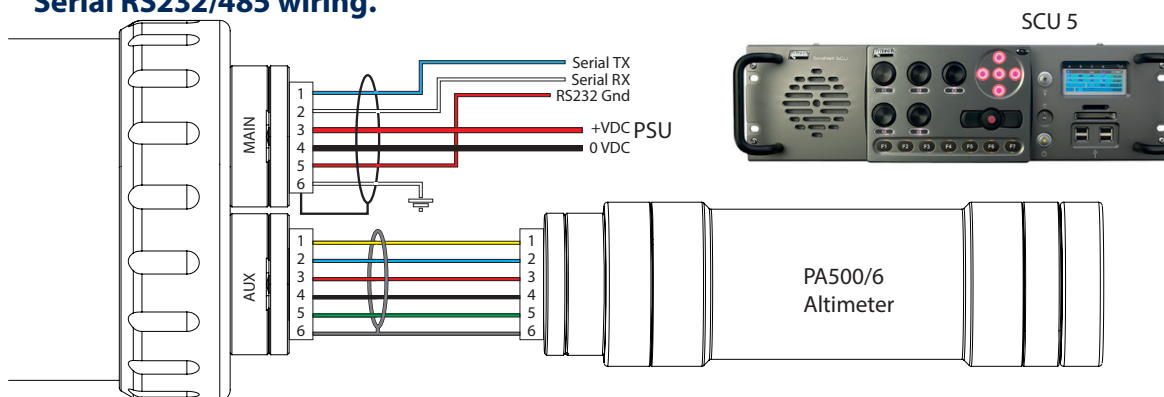 Serial RS232/485 wiring.
SCU 5
Serial TX
Serial RX
RS232 Gnd
+VDC PSU
0 VDC
MAIN
1
2
3
4
5
6
AUX
1
2
3
4
5
6
1
2
3
4
5
6
PA500/6
Altimeter
F1 F2 F3 F4 F5 F6 F7